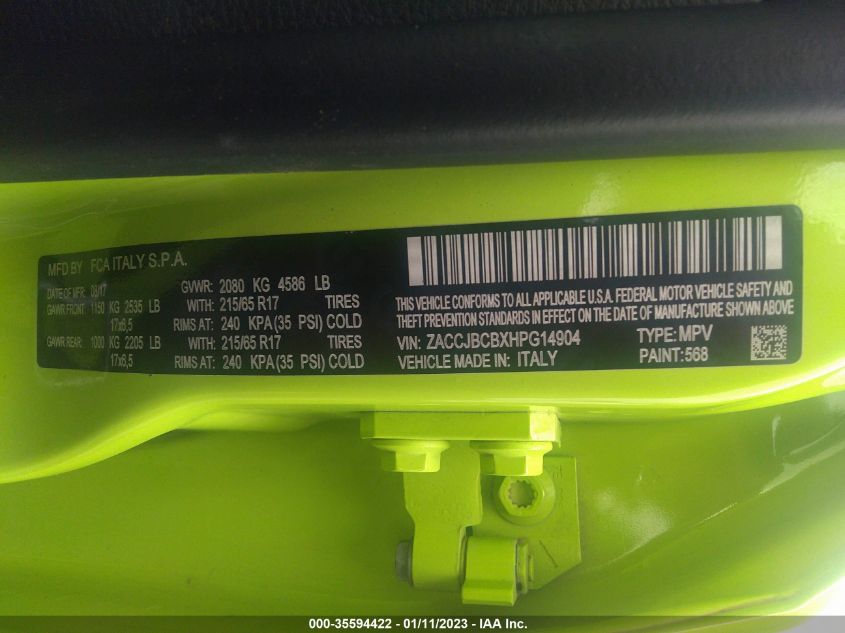 MFD BY FCA ITALY S.P.A.
DATE OF MFR 08/17 GVWR: 2080 KG 4586 LB
GAWR FRONT: 1150 KG 2535 LB WITH: 215/65 R17 TIRES
17x6,5 RIMS AT: 240 KPA (35 PSI) COLD
GAWR REAR: 1000 KG 2205 LB WITH: 215/65 R17 TIRES
17x6,5 RIMS AT: 240 KPA (35 PSI) COLD
THIS VEHICLE CONFORMS TO ALL APPLICABLE U.S.A. FEDERAL MOTOR VEHICLE SAFETY AND
THEFT PREVENTION STANDARDS IN EFFECT ON THE DATE OF MANUFACTURE SHOWN ABOVE
VIN: ZACCJBCBXHPG14904 TYPE: MPV
VEHICLE MADE IN: ITALY PAINT: 568
000-35594422 - 01/11/2023 - IAA Inc.